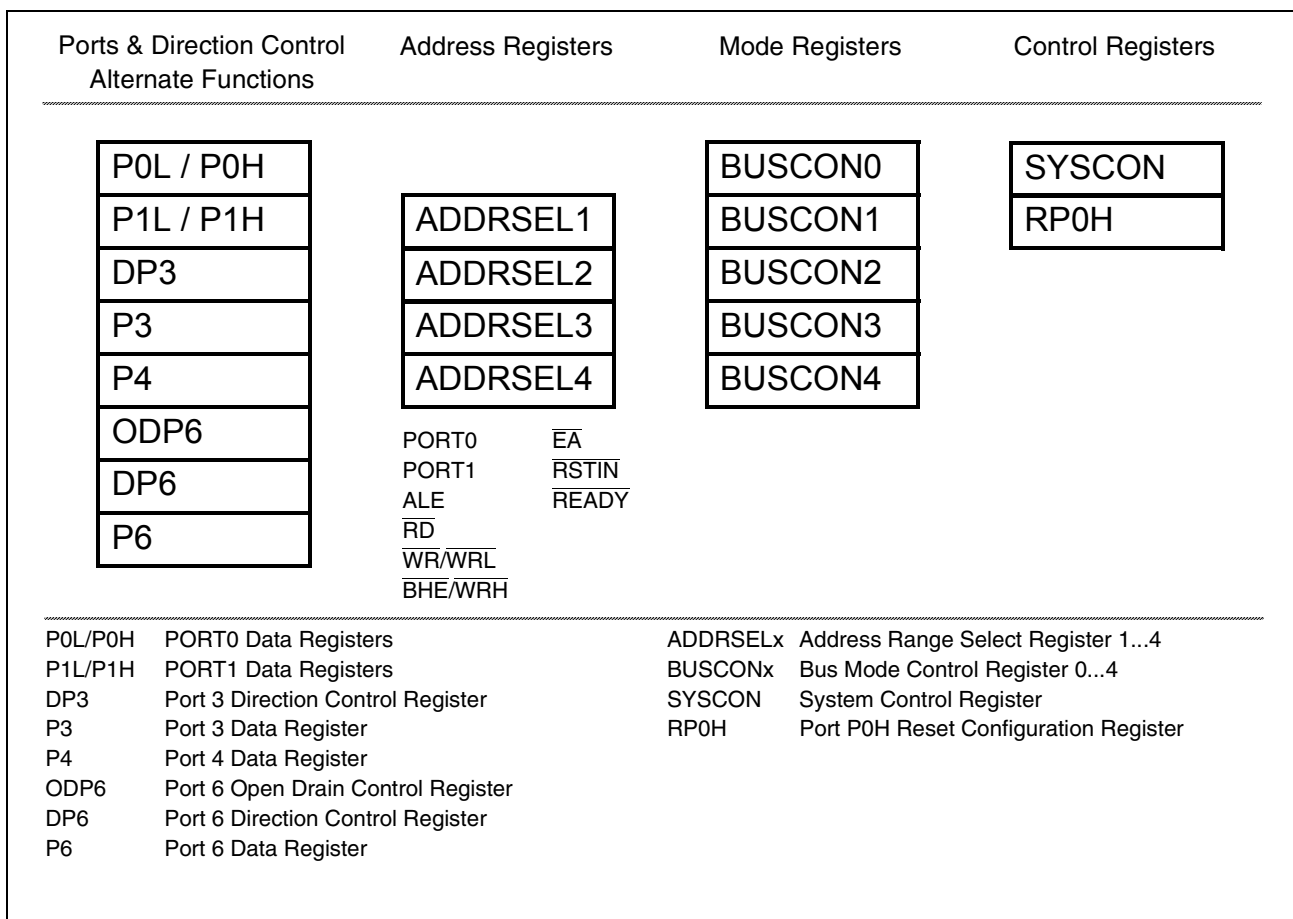 Ports & Direction Control
Alternate Functions
Address Registers
Mode Registers
Control Registers
P0L / P0H
P1L / P1H
DP3
P3
P4
ODP6
DP6
P6
ADDRSEL1
ADDRSEL2
ADDRSEL3
ADDRSEL4
BUSCON0
BUSCON1
BUSCON2
BUSCON3
BUSCON4
SYSCON
RP0H
PORT0 EA
PORT1 RSTIN
ALE READY
RD
WR/WRL
BHE/WRH
P0L/P0H PORT0 Data Registers
P1L/P1H PORT1 Data Registers
DP3 Port 3 Direction Control Register
P3 Port 3 Data Register
P4 Port 4 Data Register
ODP6 Port 6 Open Drain Control Register
DP6 Port 6 Direction Control Register
P6 Port 6 Data Register
ADDRSELx Address Range Select Register 1...4
BUSCONx Bus Mode Control Register 0...4
SYSCON System Control Register
RP0H Port P0H Reset Configuration Register